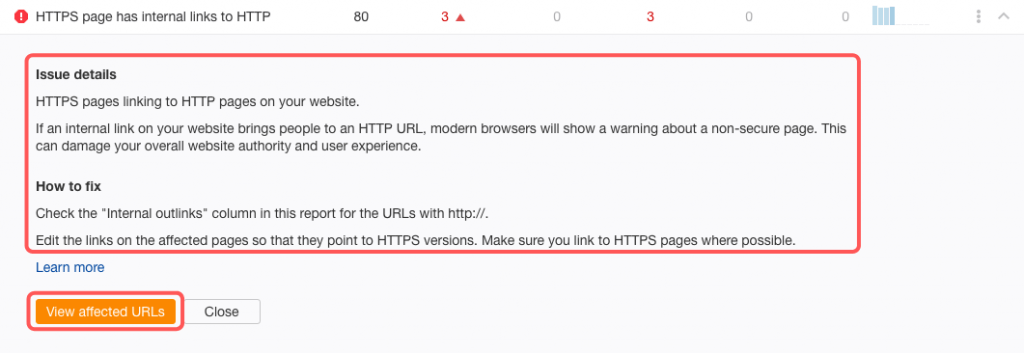 HTTPS page has internal links to HTTP 80 3 0 3 0 0
Issue details
HTTPS pages linking to HTTP pages on your website.
If an internal link on your website brings people to an HTTP URL, modern browsers will show a warning about a non-secure page. This
can damage your overall website authority and user experience.
How to fix
Check the "Internal outlinks" column in this report for the URLs with http://.
Edit the links on the affected pages so that they point to HTTPS versions. Make sure you link to HTTPS pages where possible.
Learn more
View affected URLs Close